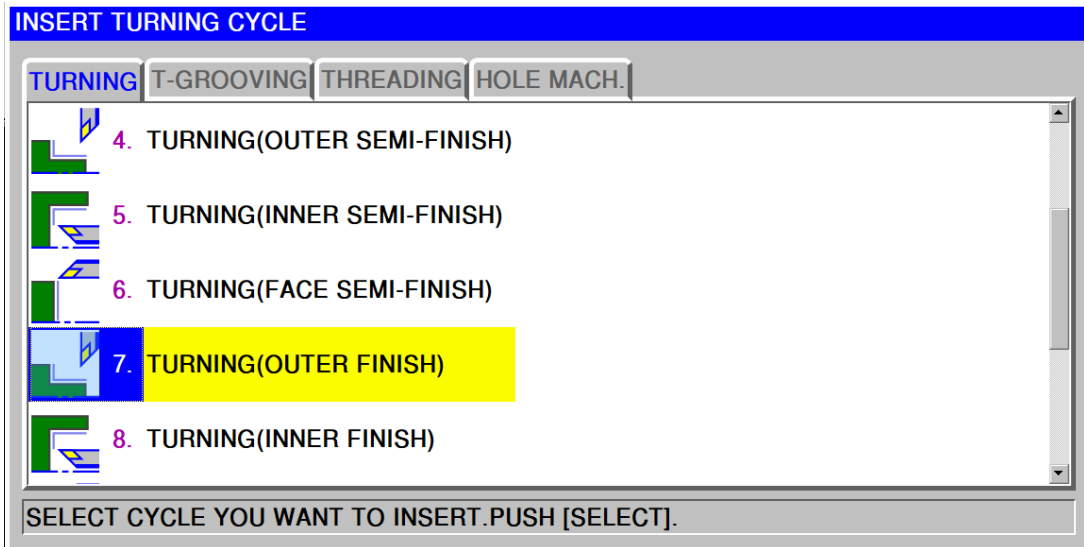 INSERT TURNING CYCLE
TURNING T-GROOVING THREADING HOLE MACH.
4. TURNING(OUTER SEMI-FINISH)
5. TURNING(INNER SEMI-FINISH)
6. TURNING(FACE SEMI-FINISH)
7. TURNING(OUTER FINISH)
8. TURNING(INNER FINISH)
SELECT CYCLE YOU WANT TO INSERT.PUSH [SELECT].